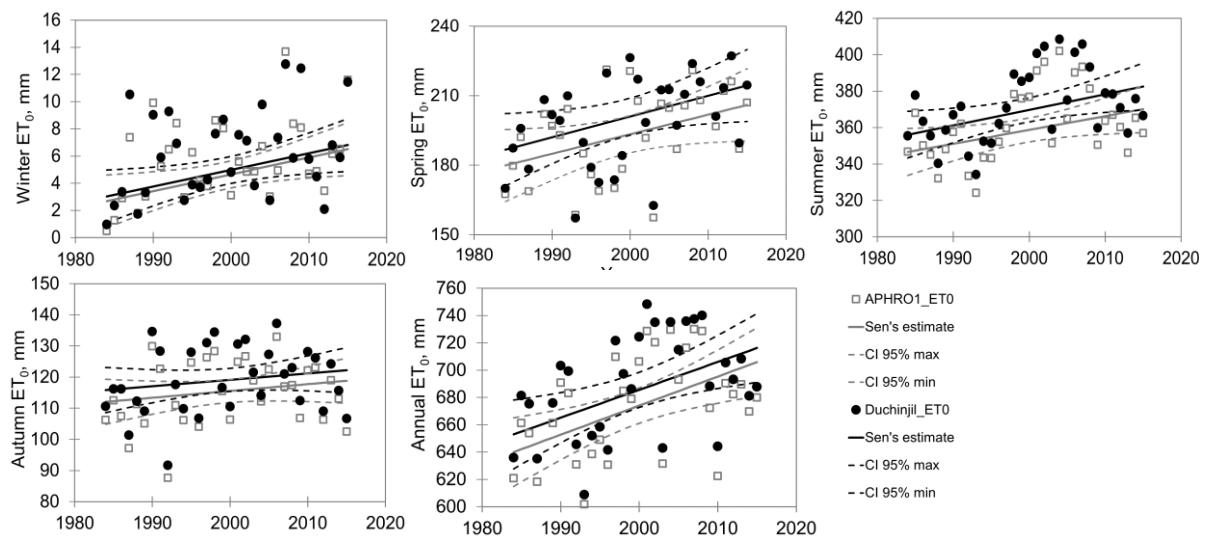 16
14
12
10
8
6
4
2
0
Winter ET₀, mm
1980 1990 2000 2010 2020
240
210
180
150
Spring ET₀, mm
1980 1990 2000 2010 2020
420
400
380
360
340
320
300
Summer ET₀, mm
1980 1990 2000 2010 2020
150
140
130
120
110
100
90
80
Autumn ET₀, mm
1980 1990 2000 2010 2020
760
740
720
700
680
660
640
620
600
Annual ET₀, mm
1980 1990 2000 2010 2020
APHRO1_ET0
Sen's estimate
CI 95% max
CI 95% min
Duchinjil_ET0
Sen's estimate
CI 95% max
CI 95% min